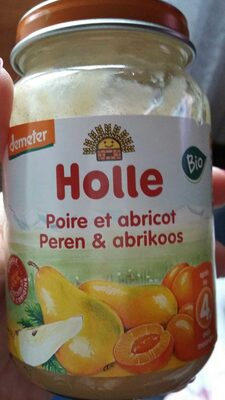 demeter
Bio
Holle
Poire et abricot
Peren & abrikoos
4